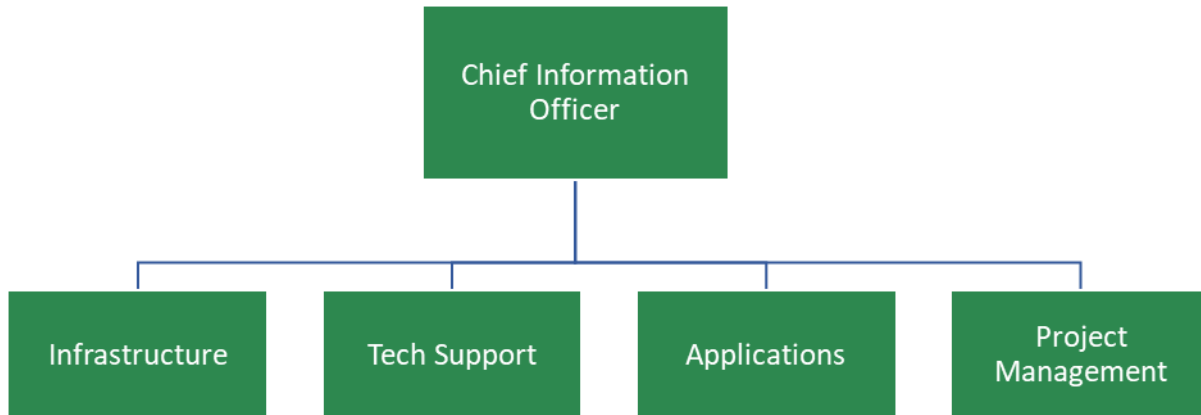 Chief Information
Officer
Infrastructure
Tech Support
Applications
Project
Management